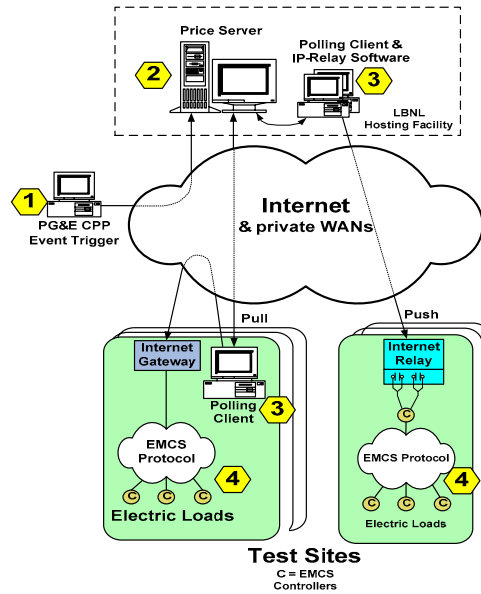 Price Server
Polling Client &
IP-Relay Software
2
3
LBNL
Hosting Facility
1
PG&E CPP
Event Trigger
Internet
& private WANs
Pull
Push
Internet
Gateway
Internet
Relay
Polling
Client
3
C
EMCS
Protocol
4
EMCS Protocol
4
C
C
C
C
C
C
Electric Loads
Electric Loads
Test Sites
C = EMCS
Controllers